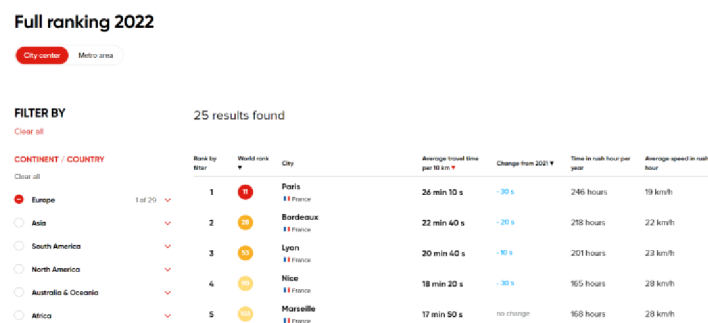 Full ranking 2022
City center Metro area
FILTER BY
Clear all
25 results found
CONTINENT / COUNTRY
Clear all
Europe 1 of 29
Asia
South America
North America
Australia & Oceania
Africa
Rank by filter World rank ▼ City Average travel time per 10 km ▼ Change from 2021 ▼ Time in rush hour per year Average speed in rush
1 11 Paris France 26 min 10 s - 30 s 246 hours 19 km/h
2 Bordeaux France 22 min 40 s - 20 s 218 hours 22 km/h
3 Lyon France 20 min 40 s - 10 s 201 hours 23 km/h
4 Nice France 18 min 20 s - 30 s 165 hours 28 km/h
5 Marseille France 17 min 50 s no change 168 hours 28 km/h